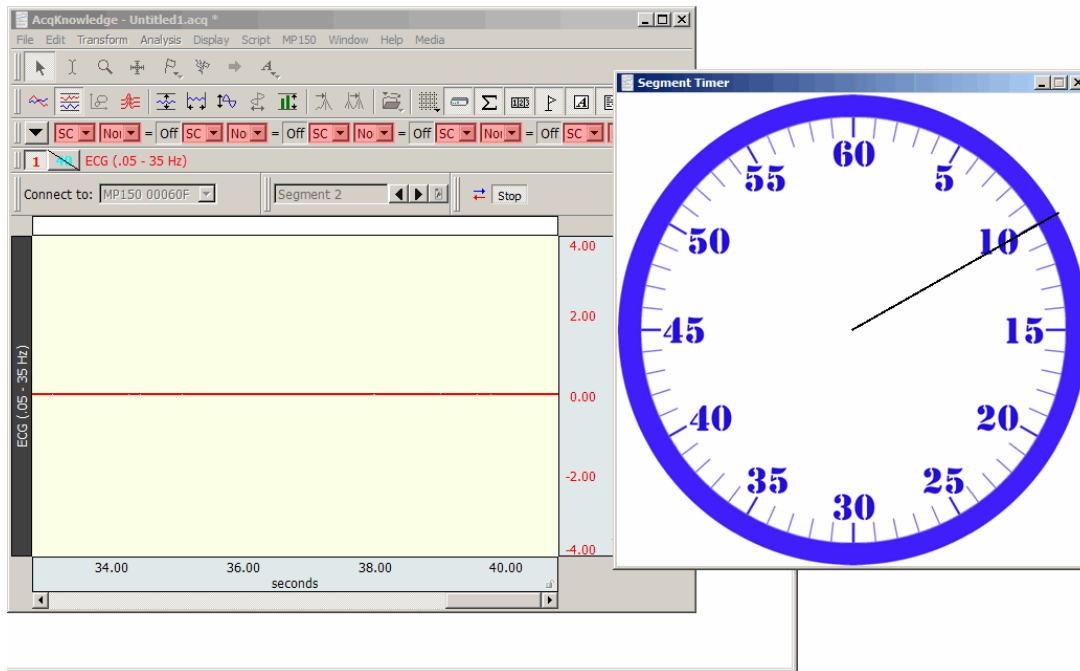 AcqKnowledge - Untitled1.acq *
File Edit Transform Analysis Display Script MP150 Window Help Media
SC = Off SC No = Off SC No = Off SC = Off SC
1 40 ECG (.05 - 35 Hz)
Connect to: MP150 00060F Segment 2 Stop
ECG (.05 - 35 Hz)
4.00
2.00
0.00
-2.00
-4.00
34.00 36.00 38.00 40.00
seconds
Segment Timer
60
5
10
15
20
25
30
35
40
45
50
55